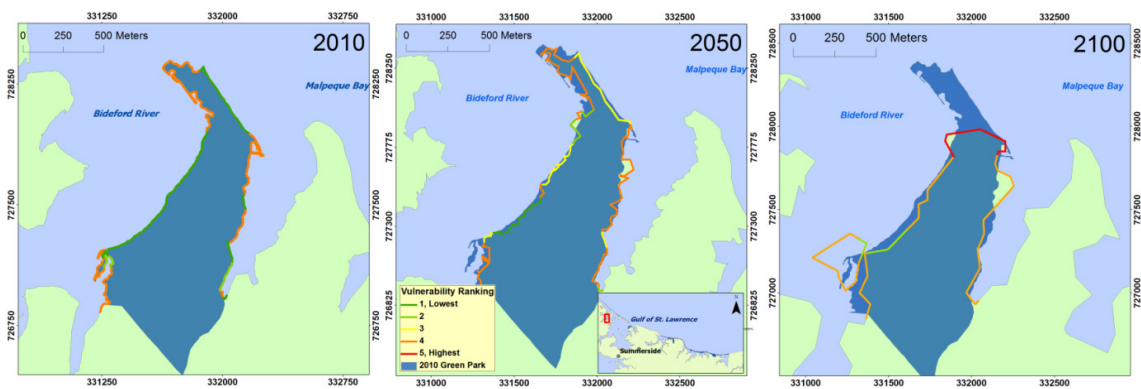 331250 332000 332750
0 250 500 Meters
2010
728250
727500
726750
Malpeque Bay
Bideford River
331250 332000 332750
331000 331500 332000 332500
0 250 500 Meters
2050
728250
727775
727300
726825
Malpeque Bay
Bideford River
Vulnerability Ranking
1, Lowest
2
3
4
5, Highest
2010 Green Park
N
Gulf of St. Lawrence
Summerside
331000 331500 332000 332500
331000 331500 332000 332500
0 250 500 Meters
2100
728500
728000
727500
727000
Malpeque Bay
Bideford River
331000 331500 332000 332500